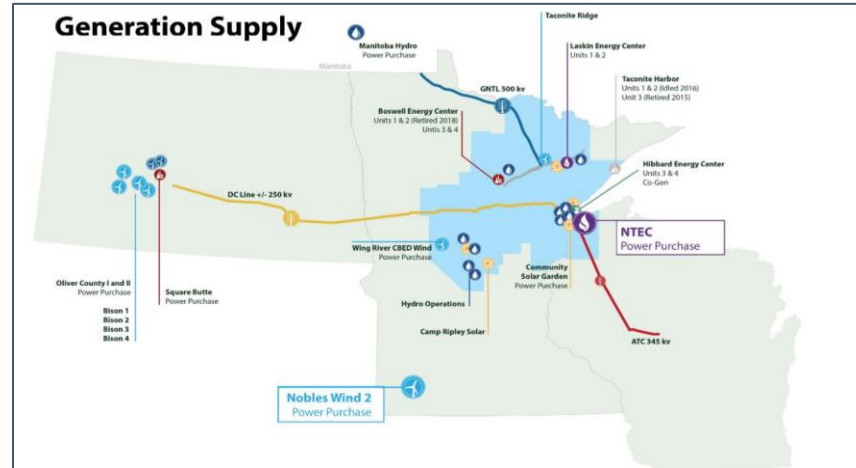 Generation Supply
Taconite Ridge
Manitoba Hydro
Power Purchase
Laskin Energy Center
Units 1 & 2
Manitoba
GNTL 500 kv
Taconite Harbor
Units 1 & 2 (Idled 2016)
Unit 3 (Retired 2015)
Boswell Energy Center
Units 1 & 2 (Retired 2018)
Untis 3 & 4
Hibbard Energy Center
Units 3 & 4
Co-Gen
DC Line +/- 250 kv
NTEC
Power Purchase
Wing River CBED Wind
Power Purchase
Community
Solar Garden
Power Purchase
Oliver County I and II
Power Purchase
Square Butte
Power Purchase
Bison 1
Bison 2
Bison 3
Bison 4
Hydro Operations
Camp Ripley Solar
ATC 345 kv
Nobles Wind 2
Power Purchase